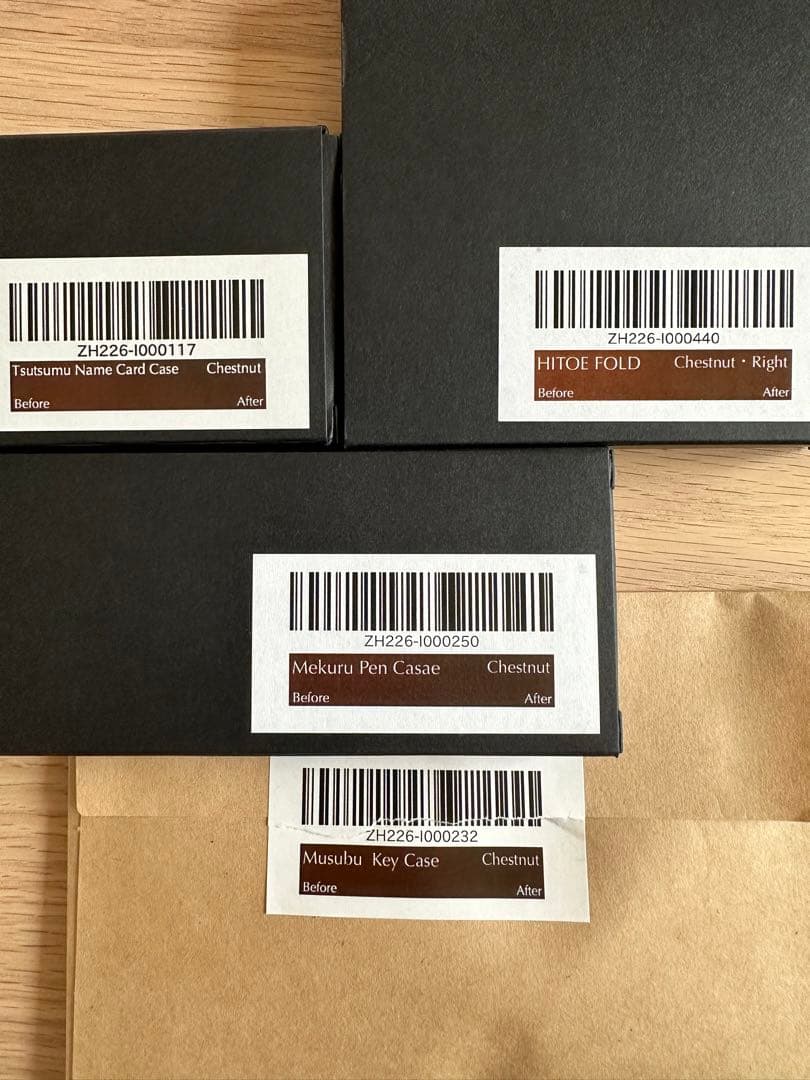 ZH226-I000117
Tsutsumu Name Card Case Chestnut
Before After
ZH226-I000440
HITOE FOLD Chestnut・Right
Before After
ZH226-I000250
Mekuru Pen Casae Chestnut
Before After
ZH226-I000232
Musubu Key Case Chestnut
Before After